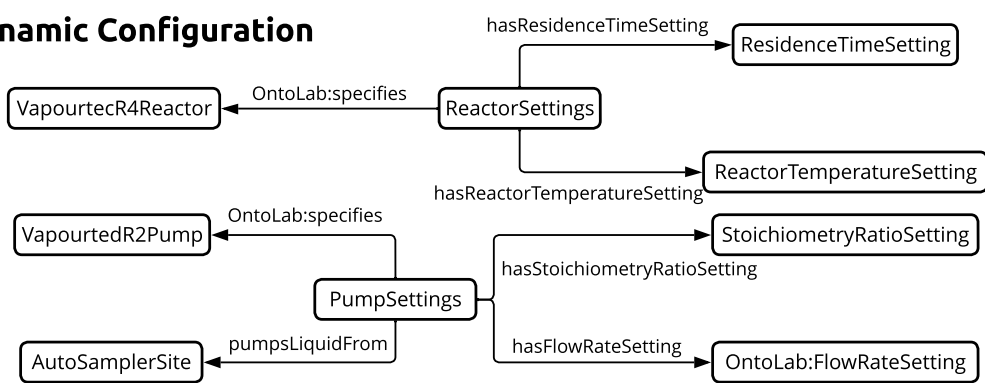 namic Configuration
hasResidenceTimeSetting
ResidenceTimeSetting
OntoLab:specifies
VapourtecR4Reactor
ReactorSettings
ReactorTemperatureSetting
hasReactorTemperatureSetting
OntoLab:specifies
VapourtedR2Pump
StoichiometryRatioSetting
hasStoichiometryRatioSetting
PumpSettings
pumpsLiquidFrom
hasFlowRateSetting
AutoSamplerSite
OntoLab:FlowRateSetting